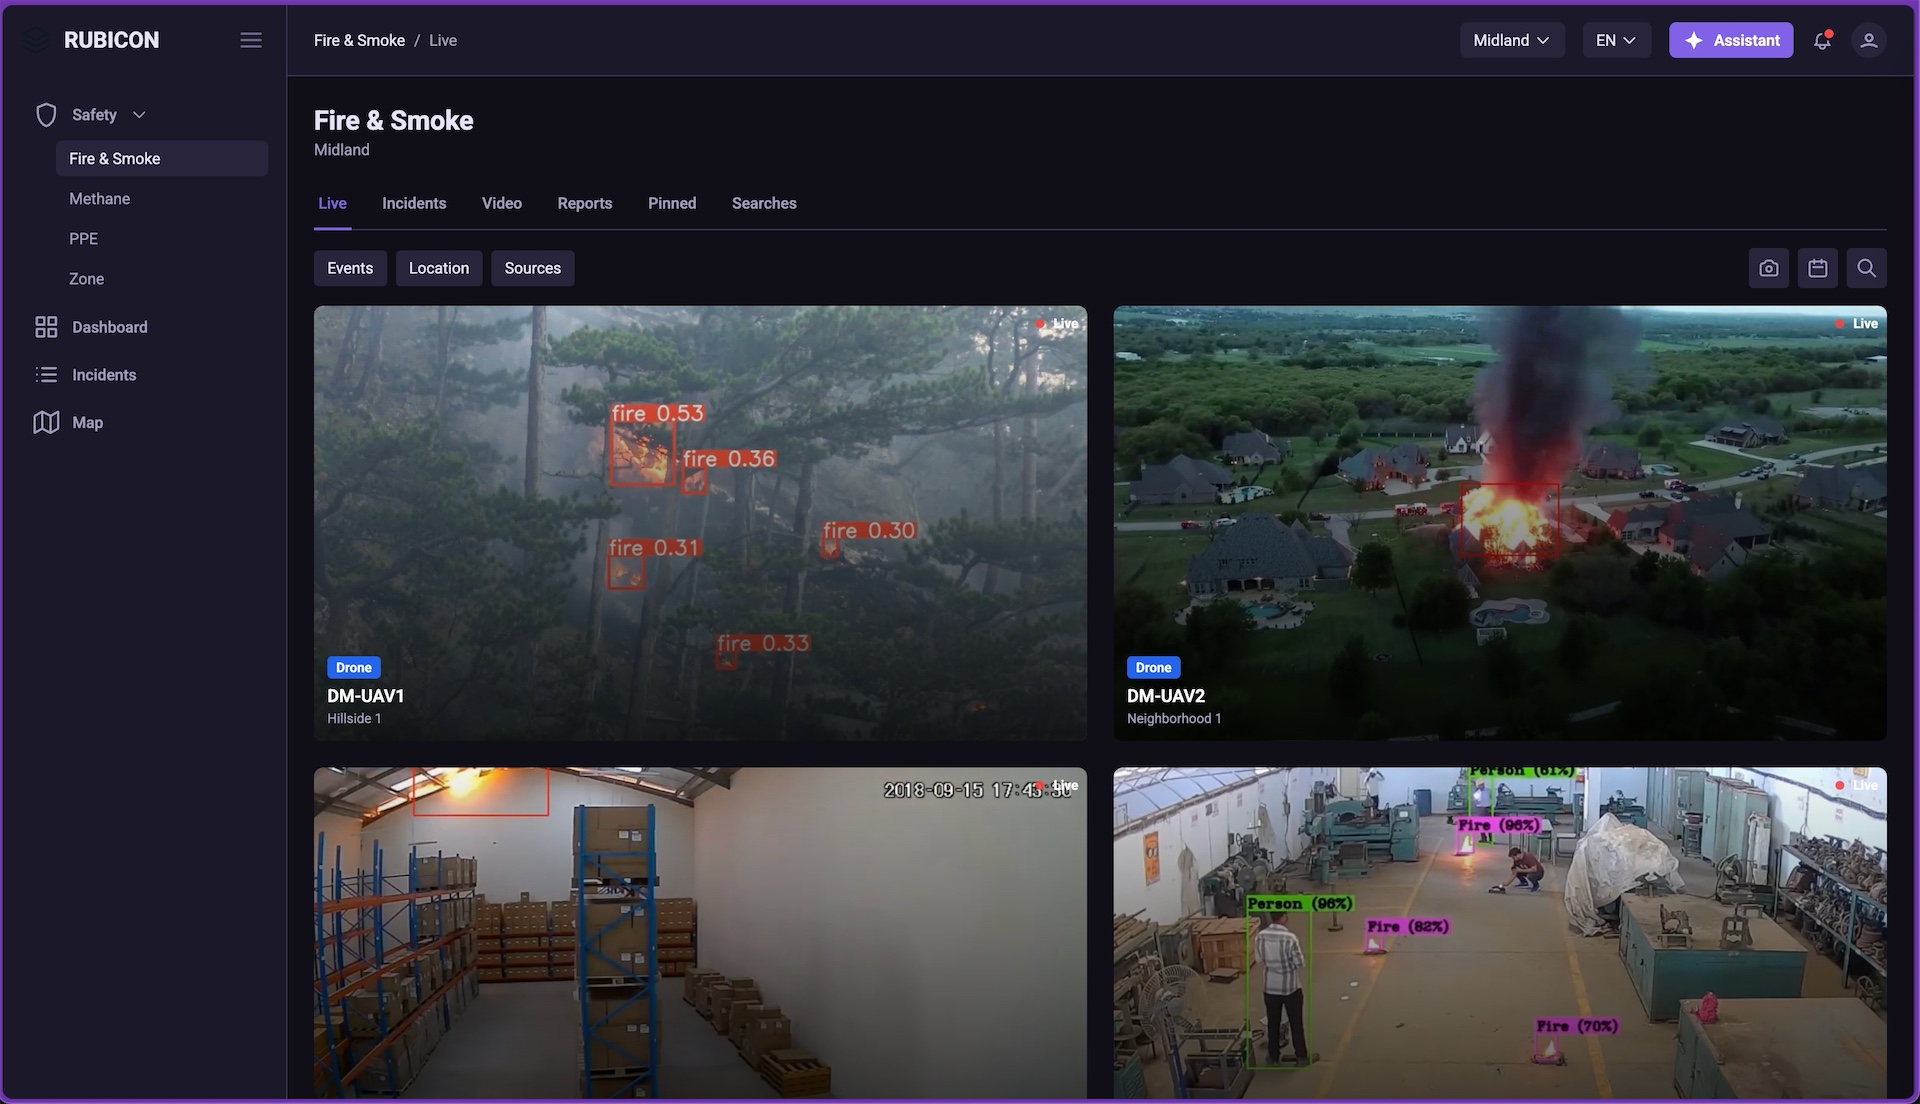 RUBICON
Fire & Smoke / Live
Midland
EN
Assistant
Safety
Fire & Smoke
Methane
PPE
Zone
Dashboard
Incidents
Map
Fire & Smoke
Midland
Live
Incidents
Video
Reports
Pinned
Searches
Events
Location
Sources
Live
fire 0.53
fire 0.36
fire 0.30
fire 0.31
fire 0.33
Drone
DM-UAV1
Hillside 1
Live
Drone
DM-UAV2
Neighborhood 1
2018-09-15
Live
Person (61%)
Live
Fire (96%)
Person (96%)
Fire (82%)
Fire (70%)